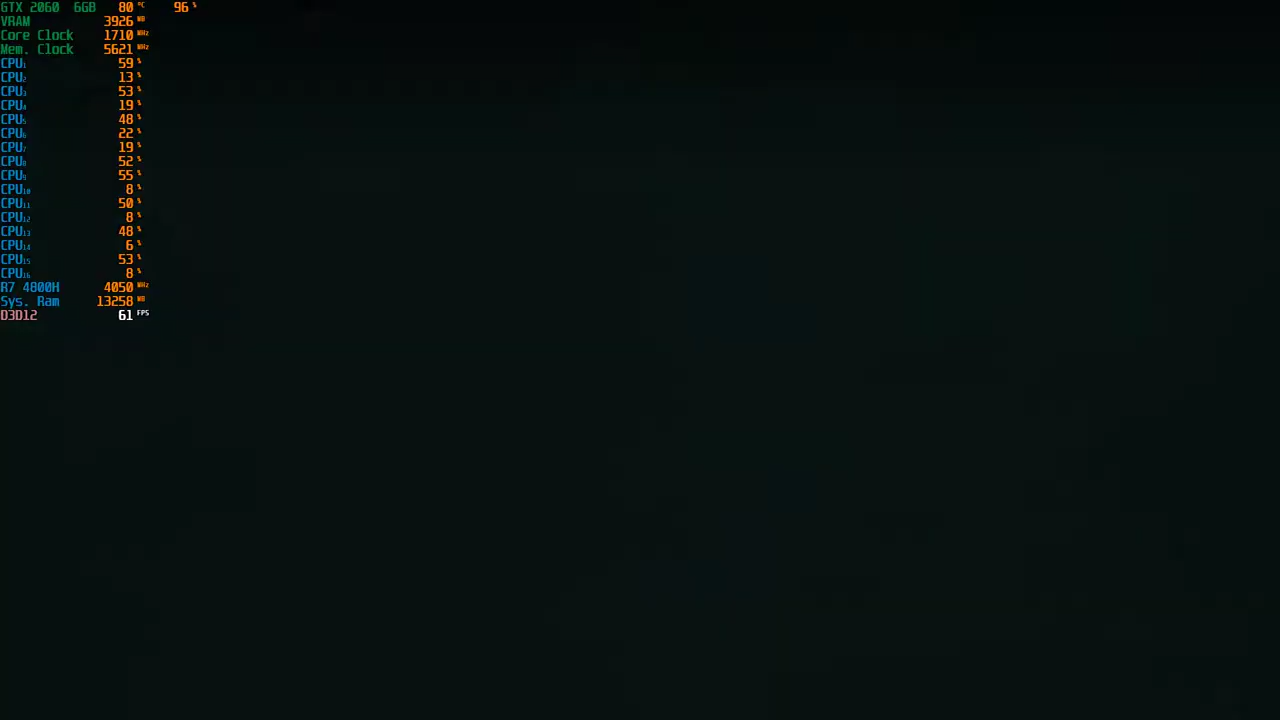 GTX 2060 6GB 80 °C 96 %
VRAM 3926 MB
Core Clock 1710 MHz
Mem. Clock 5621 MHz
CPU1 59 %
CPU2 13 %
CPU3 53 %
CPU4 19 %
CPU5 48 %
CPU6 22 %
CPU7 19 %
CPU8 52 %
CPU9 55 %
CPU10 8 %
CPU11 50 %
CPU12 8 %
CPU13 48 %
CPU14 6 %
CPU15 53 %
CPU16 8 %
R7 4800H 4050 MHz
Sys. Ram 13258 MB
D3D12 61 FPS